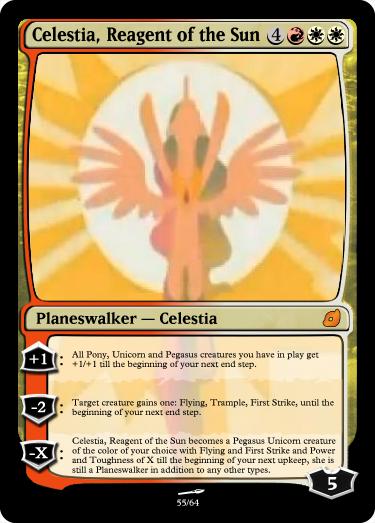 Celestia, Reagent of the Sun 4
Planeswalker — Celestia
+1: All Pony, Unicorn and Pegasus creatures you have in play get
+1/+1 till the beginning of your next end step.
-2: Target creature gains one: Flying, Trample, First Strike, until the
beginning of your next end step.
-X: Celestia, Reagent of the Sun becomes a Pegasus Unicorn creature
of the color of your choice with Flying and First Strike and Power
and Toughness of X till the beginning of your next upkeep, she is
still a Planeswalker in addition to any other types.
5
55/64